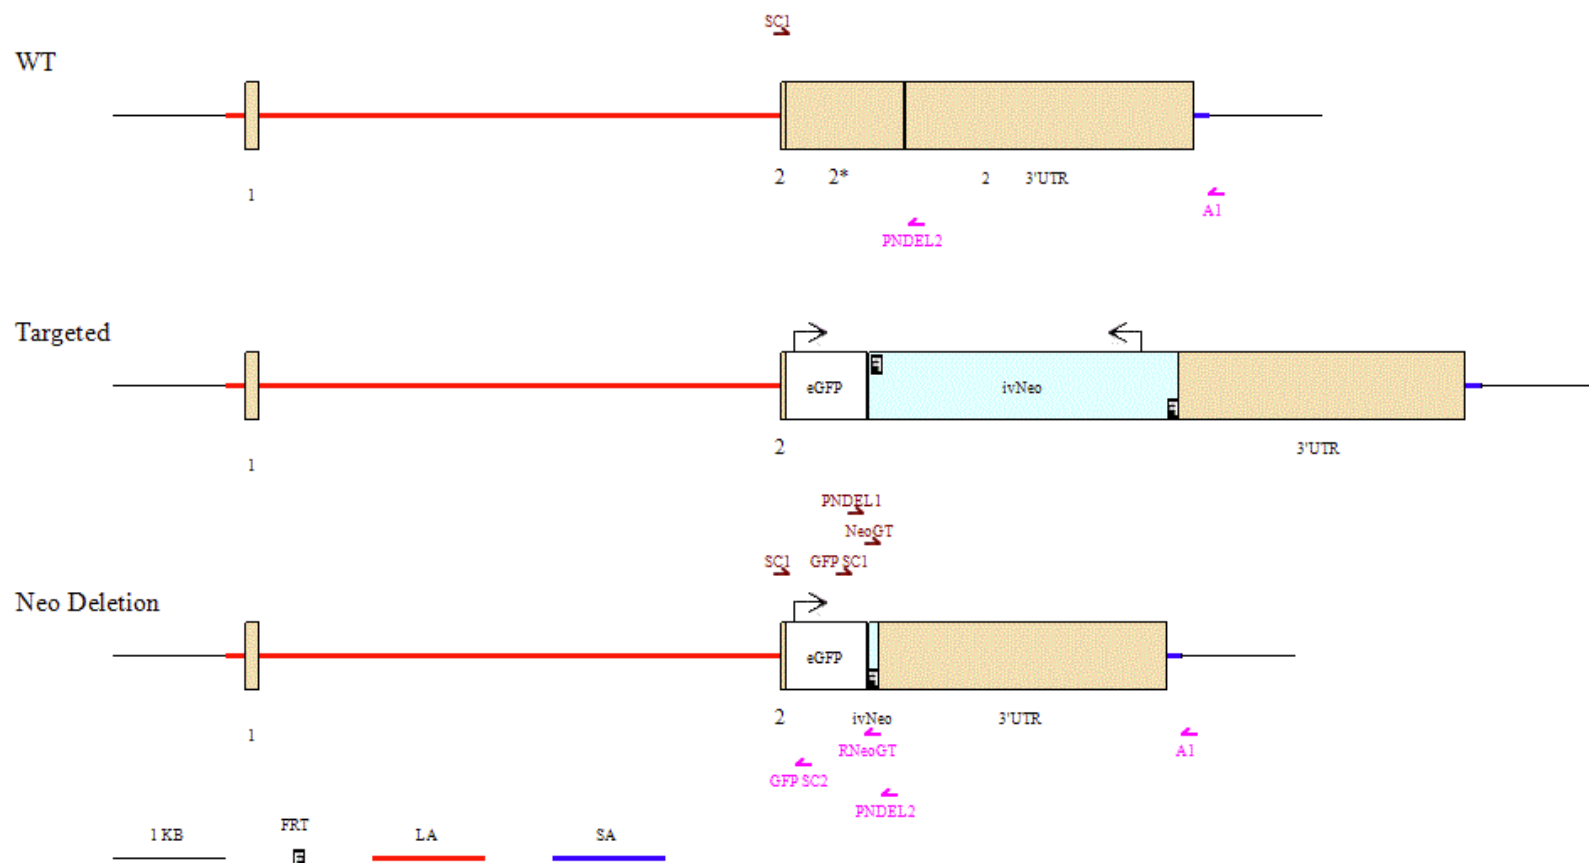 SC1
WT
2 2* 2 3'UTR
1
A1
PNDEL2
Targeted
eGFP ivNeo
2 3'UTR
1
PNDEL1
NeoGT
SC1 GFP SC1
Neo Deletion
eGFP
2 ivNeo 3'UTR
1
RNeoGT A1
GFP SC2
PNDEL2
1 KB FRT LA SA